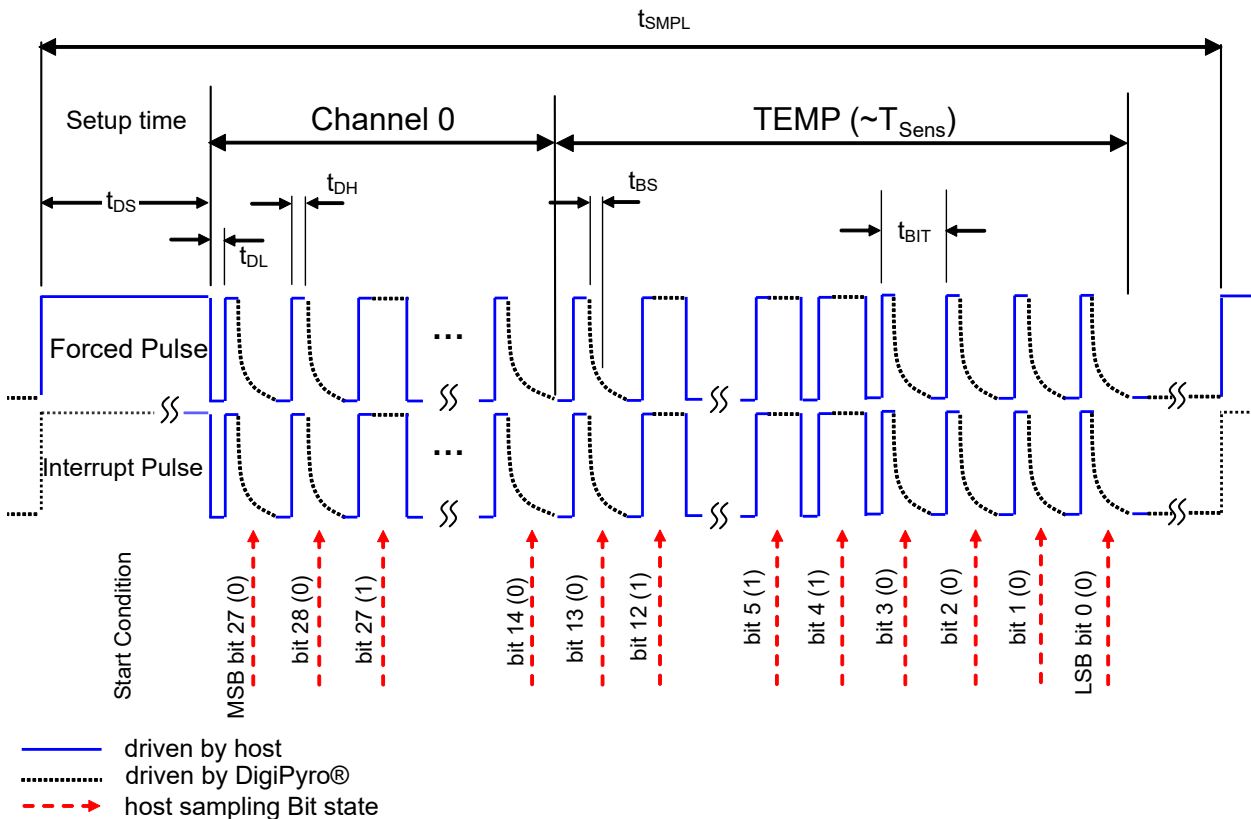 tSMPL
Setup time
Channel 0
TEMP (~TSens)
tDS
tDH
tBS
tDL
tBIT
Forced Pulse
...
Interrupt Pulse
...
Start Condition
MSB bit 27 (0)
bit 28 (0)
bit 27 (1)
bit 14 (0)
bit 13 (0)
bit 12 (1)
bit 5 (1)
bit 4 (1)
bit 3 (0)
bit 2 (0)
bit 1 (0)
LSB bit 0 (0)
driven by host
driven by DigiPyro®
host sampling Bit state